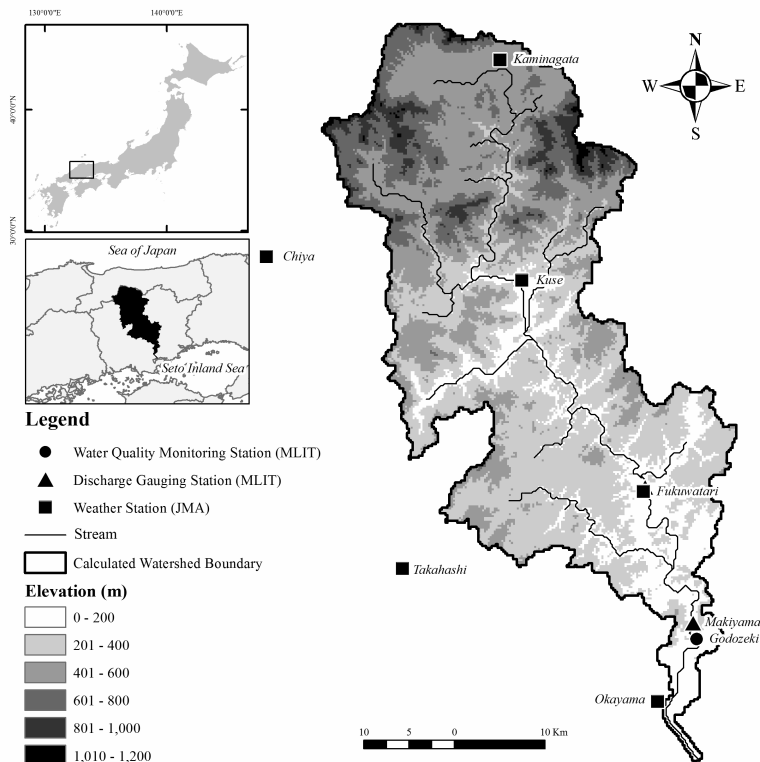 130°0'0"E 140°0'0"E
40°0'0"N
30°0'0"N
Sea of Japan
Seto Inland Sea
N
W E
S
Kaminagata
Chiya
Kuse
Fukuwatari
Takahashi
Makiyama
Godozeki
Okayama
Legend
Water Quality Monitoring Station (MLIT)
Discharge Gauging Station (MLIT)
Weather Station (JMA)
Stream
Calculated Watershed Boundary
Elevation (m)
0 - 200
201 - 400
401 - 600
601 - 800
801 - 1,000
1,010 - 1,200
10 5 0 10 Km